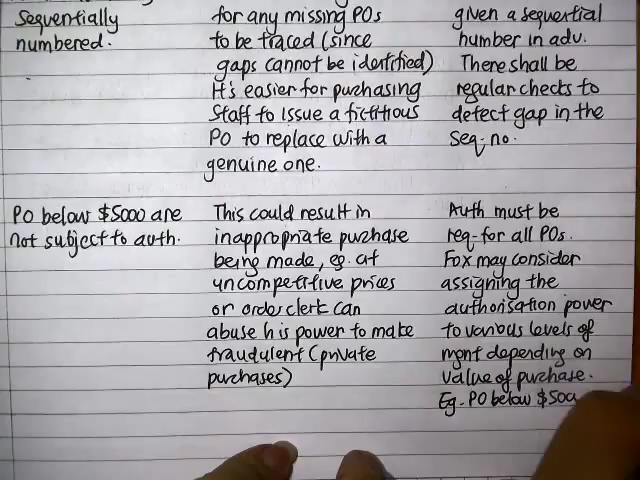 Sequentially
numbered.
for any missing POs
to be traced (since
gaps cannot be identified)
It's easier for purchasing
Staff to issue a fictitious
PO to replace with a
genuine one.
given a sequential
number in adv.
There shall be
regular checks to
detect gap in the
seq. no.
PO below $5000 are
not subject to auth.
This could result in
inappropriate puchase
being made, eg. at
uncompetitive prices
or order clerk can
abuse his power to make
fraudulent (private
purchases)
Auth must be
req. for all POs.
Fox may consider
assigning the
authorisation power
to various levels of
mgnt depending on
value of purchase.
Eg. PO below $500